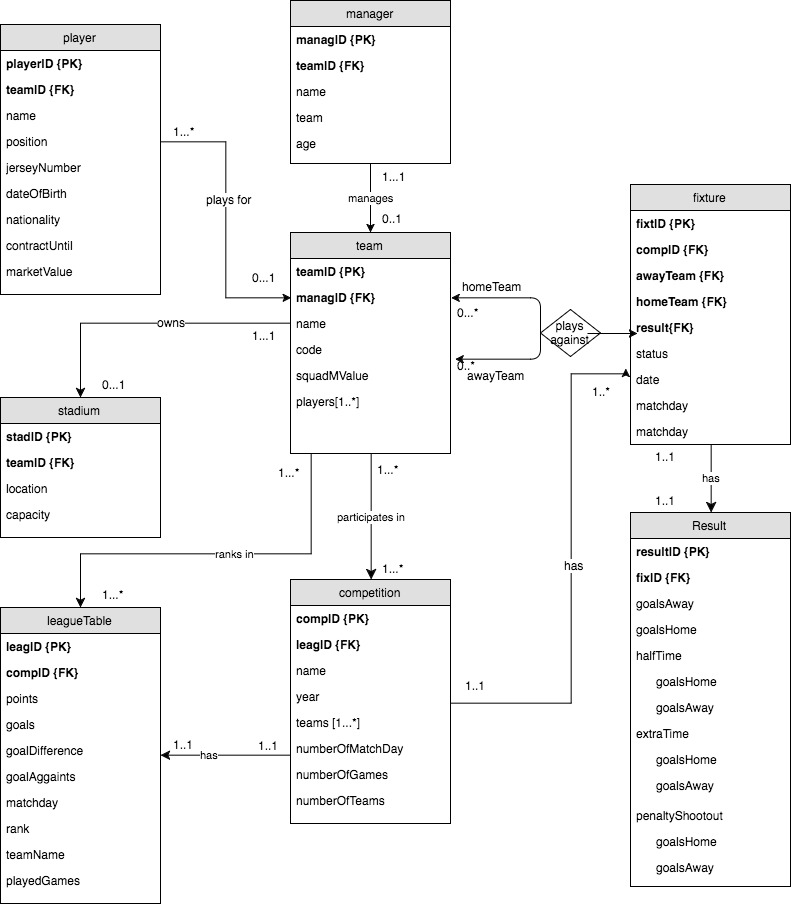 manager
managID {PK}
teamID {FK}
name
team
age
player
playerID {PK}
teamID {FK}
name
position
jerseyNumber
dateOfBirth
nationality
contractUntil
marketValue
1...*
plays for
0...1
1...1
manages
0..1
team
teamID {PK}
managID {FK}
name
code
squadMValue
players[1..*]
homeTeam
0...*
plays
against
0..*
awayTeam
fixture
fixtID {PK}
compID {FK}
awayTeam {FK}
homeTeam {FK}
result{FK}
status
date
matchday
matchday
owns
1...1
0...1
stadium
stadID {PK}
teamID {FK}
location
capacity
1...*
ranks in
1...*
1...*
participates in
1...*
1..*
has
1..1
1..1
has
1..1
Result
resultID {PK}
fixID {FK}
goalsAway
goalsHome
halfTime
goalsHome
goalsAway
extraTime
goalsHome
goalsAway
penaltyShootout
goalsHome
goalsAway
leagueTable
leagID {PK}
compID {FK}
points
goals
goalDifference
goalAggaints
matchday
rank
teamName
playedGames
1..1
has
1..1
competition
compID {PK}
leagID {FK}
name
year
teams [1...*]
numberOfMatchDay
numberOfGames
numberOfTeams